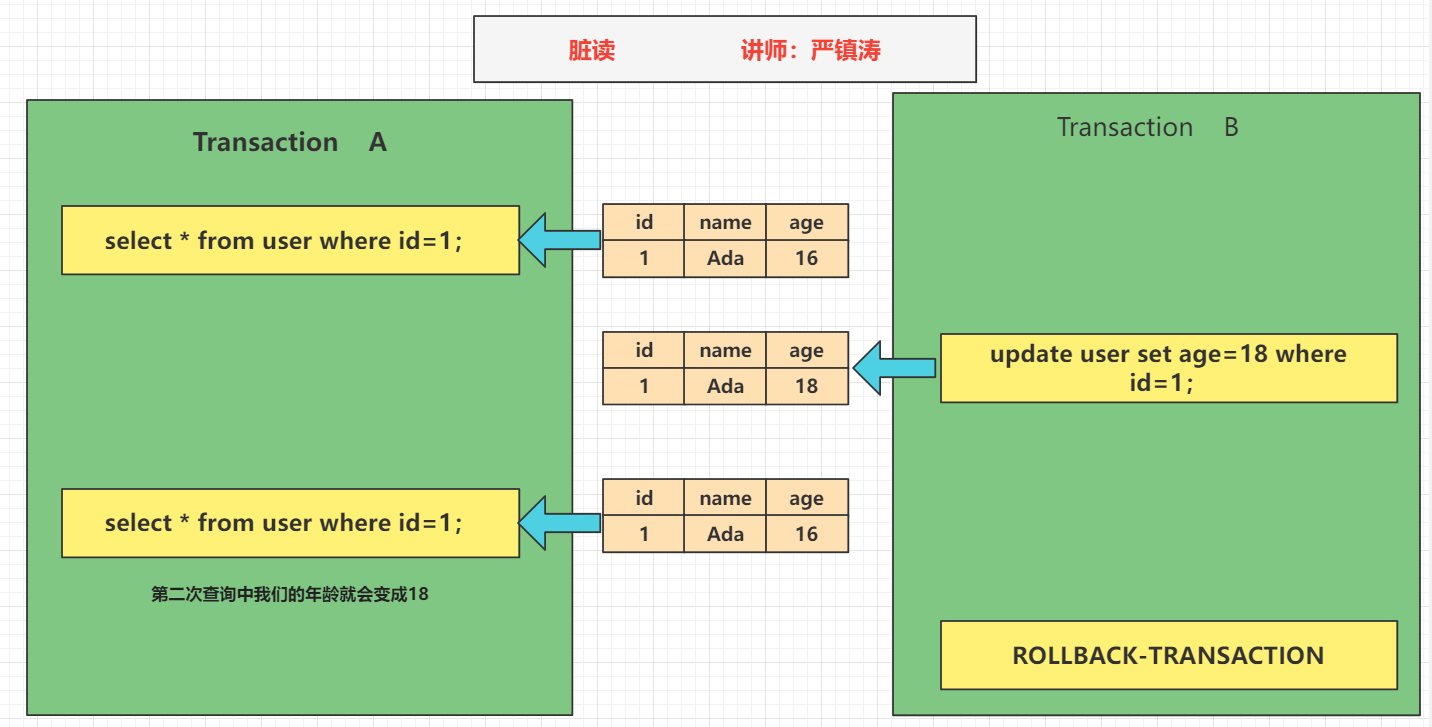 脏读 讲师：严镇涛
Transaction A
Transaction B
select * from user where id=1;
id name age
1 Ada 16
id name age
1 Ada 18
update user set age=18 where
id=1;
select * from user where id=1;
id name age
1 Ada 16
第二次查询中我们的年龄就会变成18
ROLLBACK-TRANSACTION